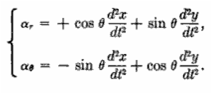 α_r = + cos θ d²x/dt² + sin θ d²y/dt²,
α_θ = − sin θ d²x/dt² + cos θ d²y/dt².